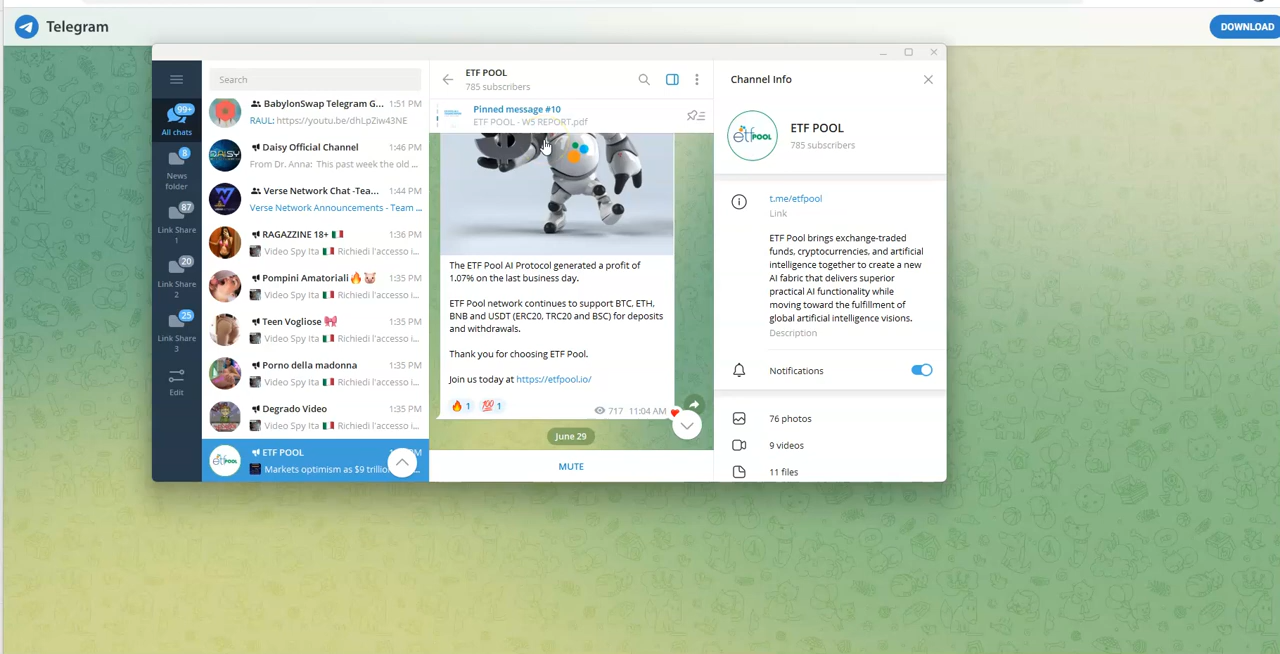 Telegram
DOWNLOAD
Search
99+
All chats
8
News
folder
87
Link Share
1
20
Link Share
2
25
Link Share
3
Edit
BabylonSwap Telegram G... 1:51 PM
RAUL: https://youtu.be/dhLpZiw43NE
Daisy Official Channel 1:46 PM
From Dr. Anna: This past week the old ...
Verse Network Chat -Tea... 1:44 PM
Verse Network Announcements - Team ...
RAGAZZINE 18+ 🇮🇹 1:36 PM
Video Spy Ita 🇮🇹 Richiedi l'accesso i...
Pompini Amatoriali🔥🐷 1:35 PM
Video Spy Ita 🇮🇹 Richiedi l'accesso i...
Teen Vogliose 🎀 1:35 PM
Video Spy Ita 🇮🇹 Richiedi l'accesso i...
Porno della madonna 1:35 PM
Video Spy Ita 🇮🇹 Richiedi l'accesso i...
Degrado Video 1:35 PM
Video Spy Ita 🇮🇹 Richiedi l'accesso i...
ETF POOL
Markets optimism as $9 trillio
ETF POOL
785 subscribers
Pinned message #10
ETF POOL - W5 REPORT.pdf
The ETF Pool AI Protocol generated a profit of
1.07% on the last business day.
ETF Pool network continues to support BTC, ETH,
BNB and USDT (ERC20, TRC20 and BSC) for deposits
and withdrawals.
Thank you for choosing ETF Pool.
Join us today at https://etfpool.io/
🔥 1 💯 1
717 11:04 AM
June 29
MUTE
Channel Info
etfPOOL
ETF POOL
785 subscribers
t.me/etfpool
Link
ETF Pool brings exchange-traded
funds, cryptocurrencies, and artificial
intelligence together to create a new
AI fabric that delivers superior
practical AI functionality while
moving toward the fulfillment of
global artificial intelligence visions.
Description
Notifications
76 photos
9 videos
11 files